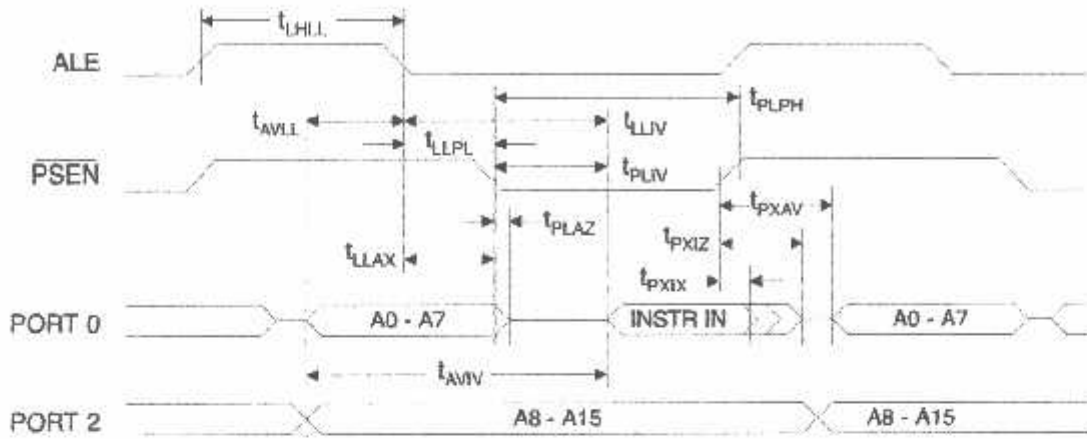 tLHLL
ALE
tPLPH
tAVLL
tLLIV
tLLPL
PSEN
tPLIV
tPXAV
tPLAZ
tPXIZ
tLLAX
tPXIX
PORT 0
A0 - A7
INSTR IN
A0 - A7
tAVIV
PORT 2
A8 - A15
A8 - A15